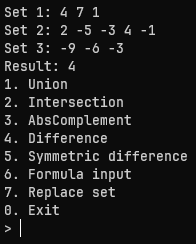 Set 1: 4 7 1
Set 2: 2 -5 -3 4 -1
Set 3: -9 -6 -3
Result: 4
1. Union
2. Intersection
3. AbsComplement
4. Difference
5. Symmetric difference
6. Formula input
7. Replace set
0. Exit
>